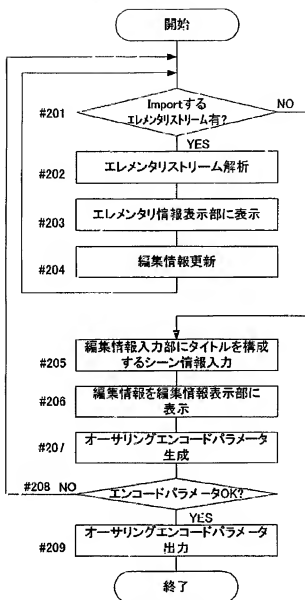 開始
Importする
エレメンタリストリーム有?
#201
NO
YES
#202
エレメンタリストリーム解析
#203
エレメンタリ情報表示部に表示
#204
編集情報更新
#205
編集情報入力部にタイトルを構成
するシーン情報入力
#206
編集情報を編集情報表示部に
表示
#207
オーサリングエンコードパラメータ
生成
#208 NO
エンコードパラメータOK?
YES
#209
オーサリングエンコードパラメータ
出力
終了